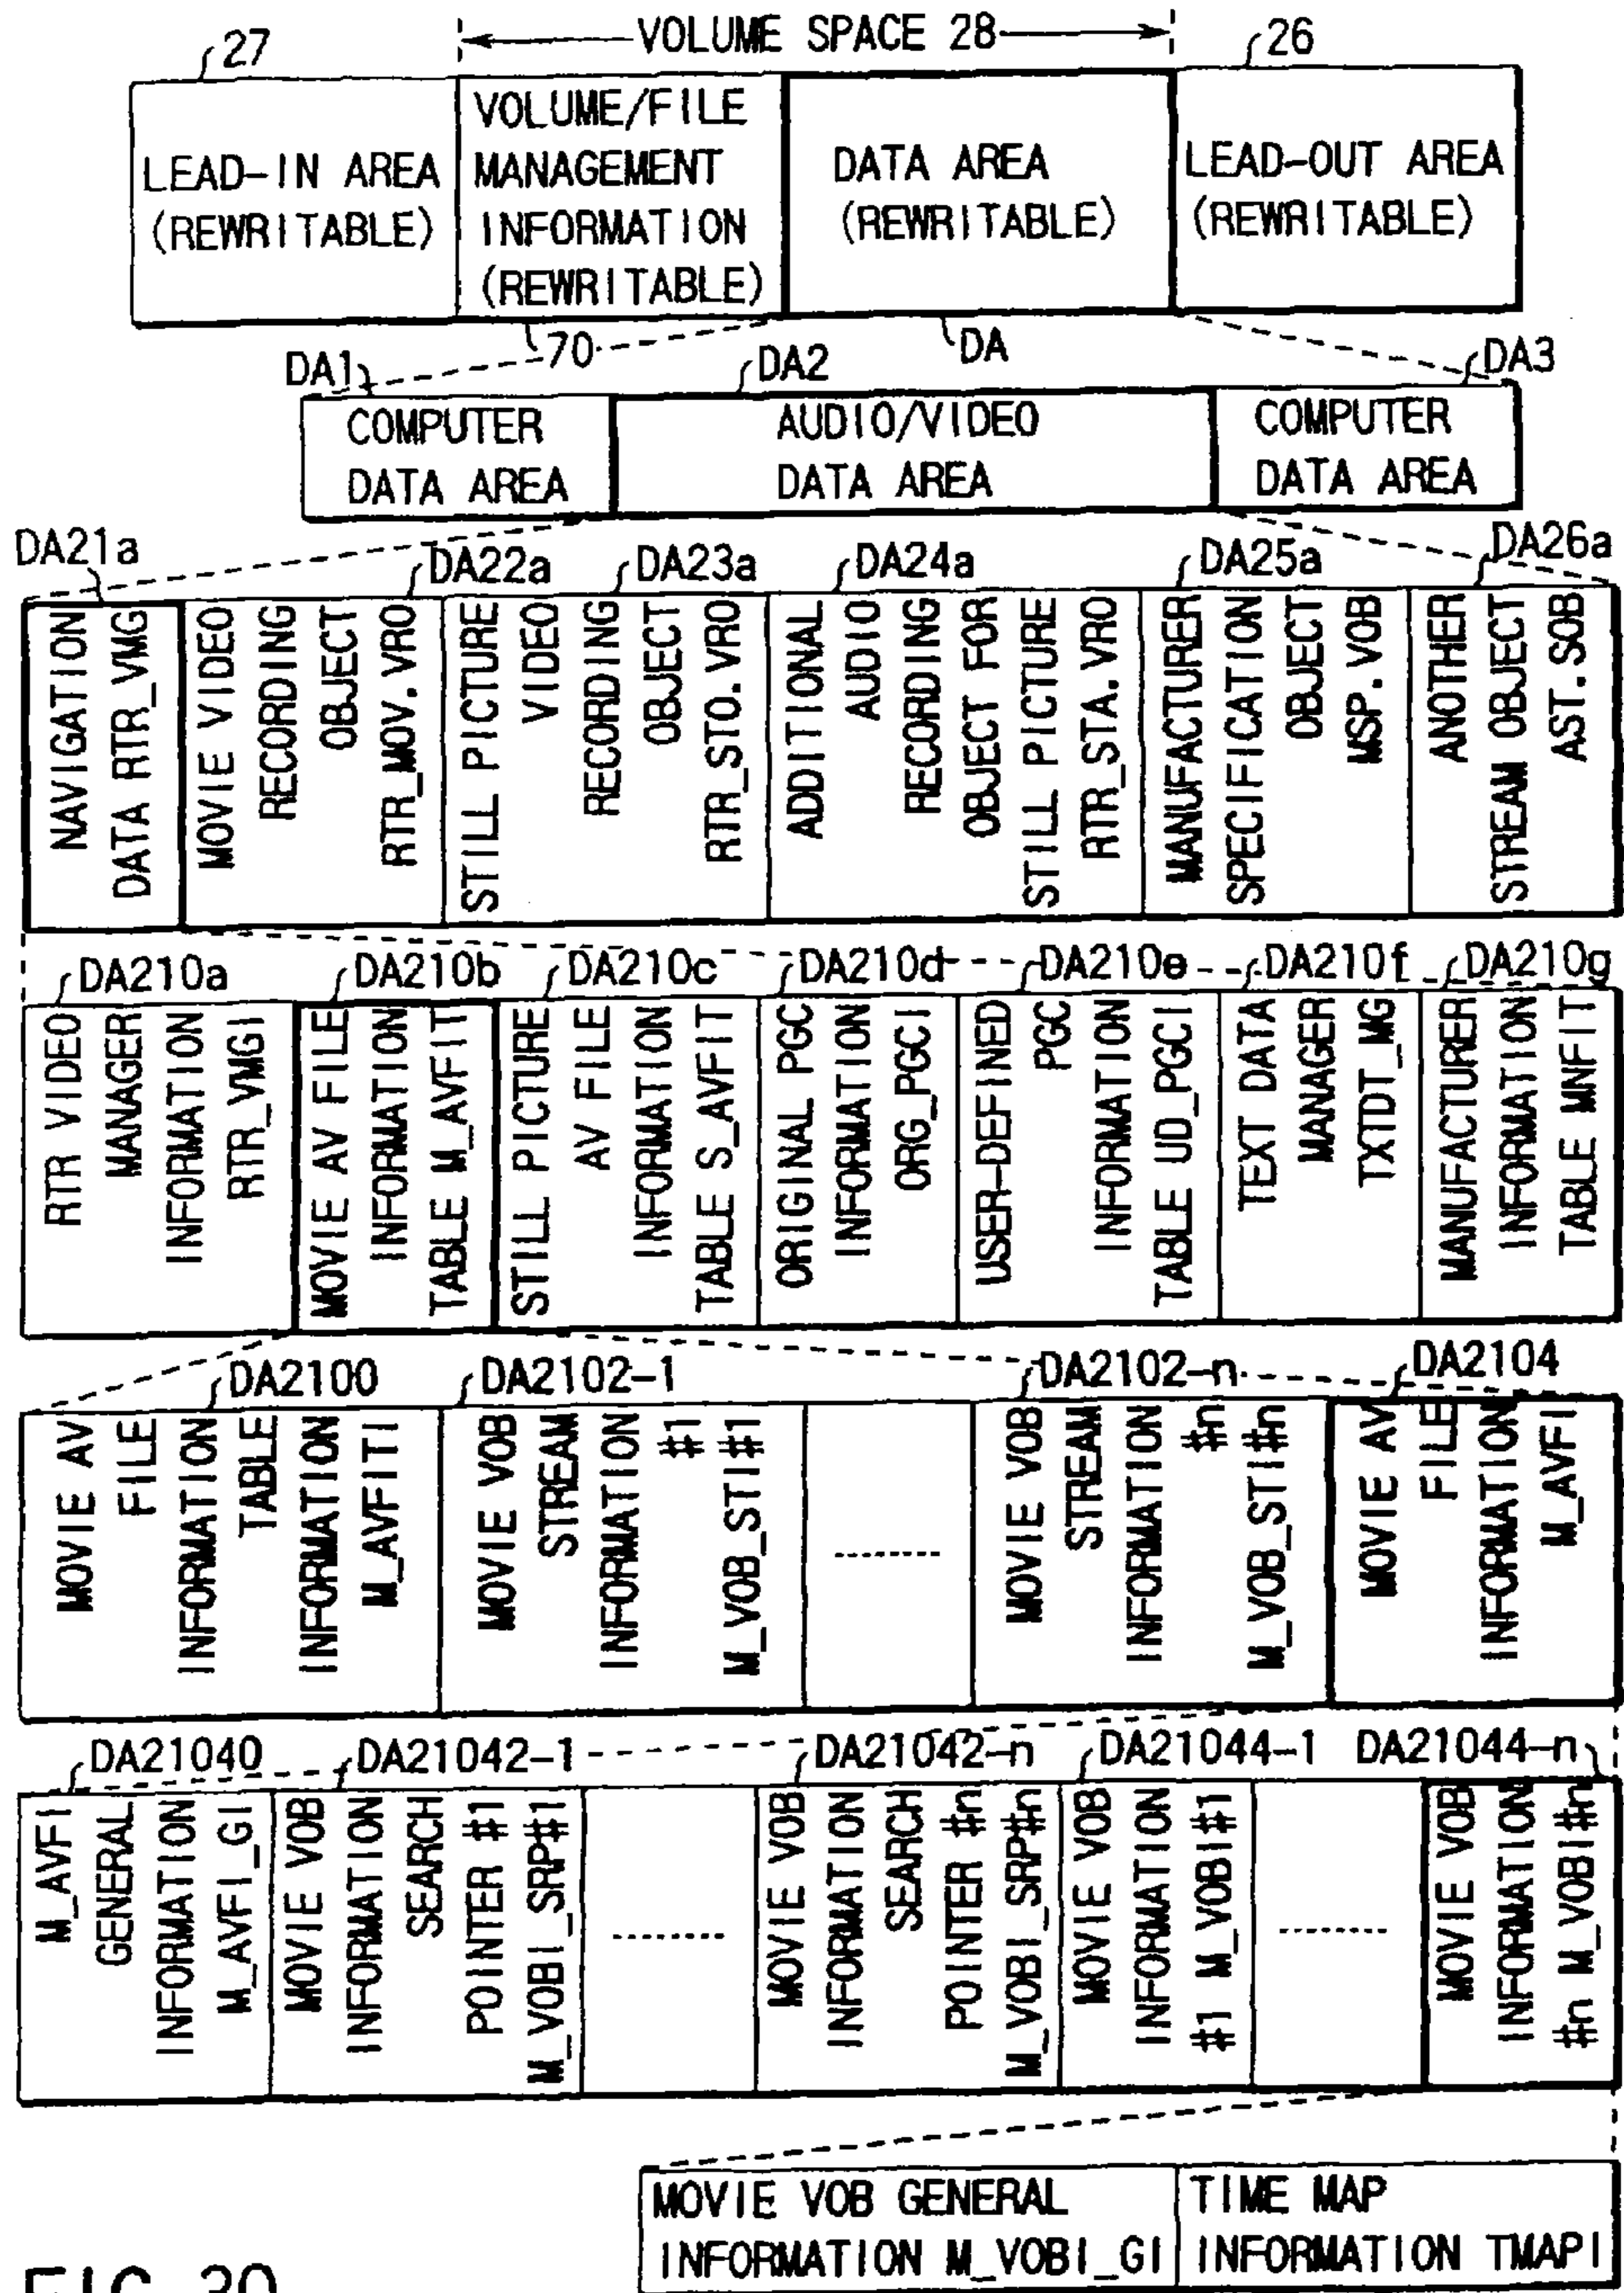 27
VOLUME SPACE 28
26
LEAD-IN AREA
(REWRITABLE)
VOLUME/FILE
MANAGEMENT
INFORMATION
(REWRITABLE)
DATA AREA
(REWRITABLE)
LEAD-OUT AREA
(REWRITABLE)
70
DA
DA1
DA2
DA3
COMPUTER
DATA AREA
AUDIO/VIDEO
DATA AREA
COMPUTER
DATA AREA
DA21a
DA22a
DA23a
DA24a
DA25a
DA26a
NAVIGATION
DATA RTR_VMG
MOVIE VIDEO
RECORDING
OBJECT
RTR_MOV.VRO
STILL PICTURE
VIDEO
RECORDING
OBJECT
RTR_STO.VRO
ADDITIONAL
AUDIO
RECORDING
OBJECT FOR
STILL PICTURE
RTR_STA.VRO
MANUFACTURER
SPECIFICATION
OBJECT
MSP.VOB
ANOTHER
STREAM OBJECT
AST.SOB
DA210a
DA210b
DA210c
DA210d
DA210e
DA210f
DA210g
RTR VIDEO
MANAGER
INFORMATION
RTR_VMGI
MOVIE AV FILE
INFORMATION
TABLE M_AVFIT
STILL PICTURE
AV FILE
INFORMATION
TABLE S_AVFIT
ORIGINAL PGC
INFORMATION
ORG_PGCI
USER-DEFINED
PGC
INFORMATION
TABLE UD_PGCI
TEXT DATA
MANAGER
TXTDT_MG
MANUFACTURER
INFORMATION
TABLE MNFIT
DA2100
DA2102-1
DA2102-n
DA2104
MOVIE AV
FILE
INFORMATION
TABLE
INFORMATION
M_AVFITI
MOVIE VOB
STREAM
INFORMATION
#1
M_VOB_STI#1
MOVIE VOB
STREAM
INFORMATION
#n
M_VOB_STI#n
MOVIE AV
FILE
INFORMATION
M_AVFI
DA21040
DA21042-1
DA21042-n
DA21044-1
DA21044-n
M_AVFI
GENERAL
INFORMATION
M_AVFI_GI
MOVIE VOB
INFORMATION
SEARCH
POINTER #1
M_VOBI_SRP#1
MOVIE VOB
INFORMATION
SEARCH
POINTER #n
M_VOBI_SRP#n
MOVIE VOB
INFORMATION
#1 M_VOBI#1
MOVIE VOB
INFORMATION
#n M_VOBI#n
MOVIE VOB GENERAL
INFORMATION M_VOBI_GI
TIME MAP
INFORMATION TMAPI